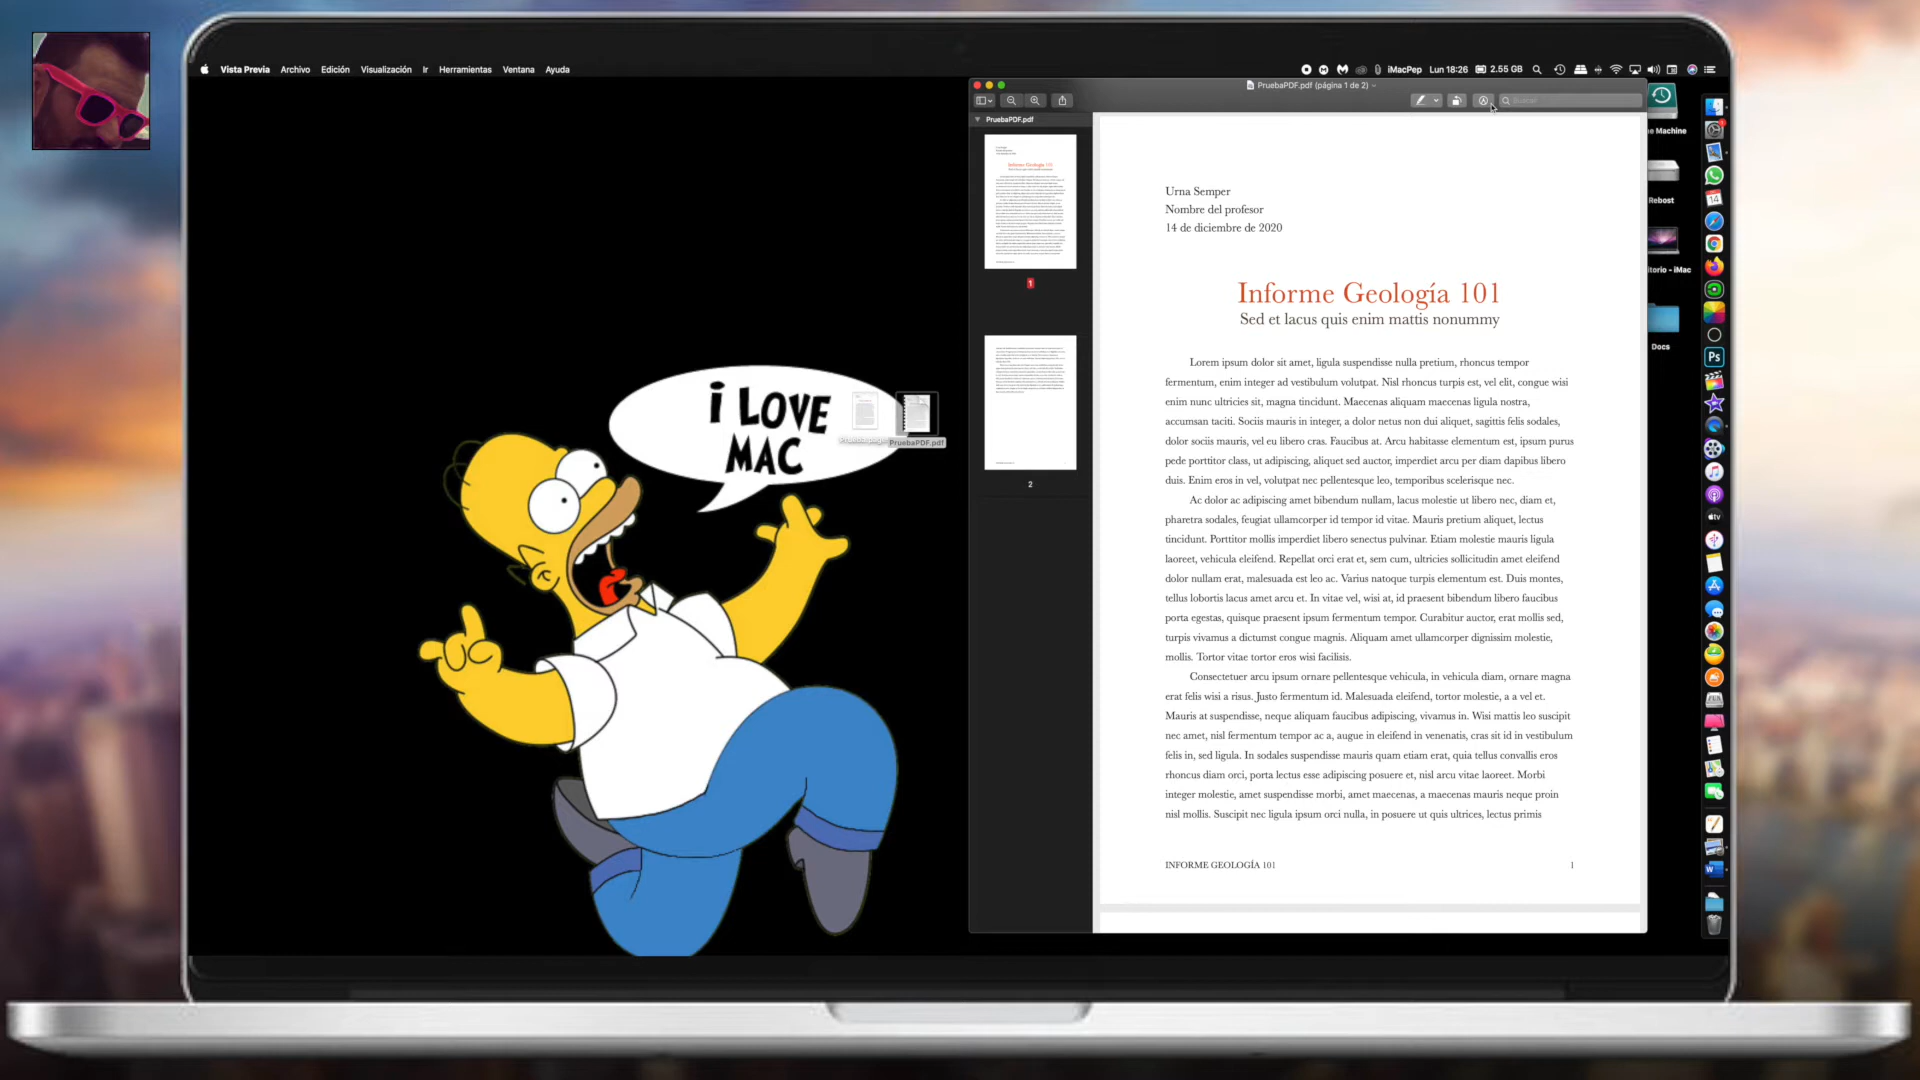 Vista Previa Archivo Edición Visualización Ir Herramientas Ventana Ayuda
iMacPep Lun 18:26 2.55 GB
PruebaPDF.pdf (página 1 de 2)
Buscar
PruebaPDF.pdf
1
2
Urna Semper
Nombre del profesor
14 de diciembre de 2020
Informe Geología 101
Sed et lacus quis enim mattis nonummy
Lorem ipsum dolor sit amet, ligula suspendisse nulla pretium, rhoncus tempor
fermentum, enim integer ad vestibulum volutpat. Nisl rhoncus turpis est, vel elit, congue wisi
enim nunc ultricies sit, magna tincidunt. Maecenas aliquam maecenas ligula nostra,
accumsan taciti. Sociis mauris in integer, a dolor netus non dui aliquet, sagittis felis sodales,
dolor sociis mauris, vel eu libero cras. Faucibus at. Arcu habitasse elementum est, ipsum purus
pede porttitor class, ut adipiscing, aliquet sed auctor, imperdiet arcu per diam dapibus libero
duis. Enim eros in vel, volutpat nec pellentesque leo, temporibus scelerisque nec.
Ac dolor ac adipiscing amet bibendum nullam, lacus molestie ut libero nec, diam et,
pharetra sodales, feugiat ullamcorper id tempor id vitae. Mauris pretium aliquet, lectus
tincidunt. Porttitor mollis imperdiet libero senectus pulvinar. Etiam molestie mauris ligula
laoreet, vehicula eleifend. Repellat orci erat et, sem cum, ultricies sollicitudin amet eleifend
dolor nullam erat, malesuada est leo ac. Varius natoque turpis elementum est. Duis montes,
tellus lobortis lacus amet arcu et. In vitae vel, wisi at, id praesent bibendum libero faucibus
porta egestas, quisque praesent ipsum fermentum tempor. Curabitur auctor, erat mollis sed,
turpis vivamus a dictumst congue magnis. Aliquam amet ullamcorper dignissim molestie,
mollis. Tortor vitae tortor eros wisi facilisis.
Consectetuer arcu ipsum ornare pellentesque vehicula, in vehicula diam, ornare magna
erat felis wisi a risus. Justo fermentum id. Malesuada eleifend, tortor molestie, a a vel et.
Mauris at suspendisse, neque aliquam faucibus adipiscing, vivamus in. Wisi mattis leo suscipit
nec amet, nisl fermentum tempor ac a, augue in eleifend in venenatis, cras sit id in vestibulum
felis in, sed ligula. In sodales suspendisse mauris quam etiam erat, quia tellus convallis eros
rhoncus diam orci, porta lectus esse adipiscing posuere et, nisl arcu vitae laoreet. Morbi
integer molestie, amet suspendisse morbi, amet maecenas, a maecenas mauris neque proin
nisl mollis. Suscipit nec ligula ipsum orci nulla, in posuere ut quis ultrices, lectus primis
INFORME GEOLOGÍA 101 1
i LOVE
MAC
PruebaPDF.pdf
e Machine
Rebost
itorio - iMac
Docs
14
Ps
tv